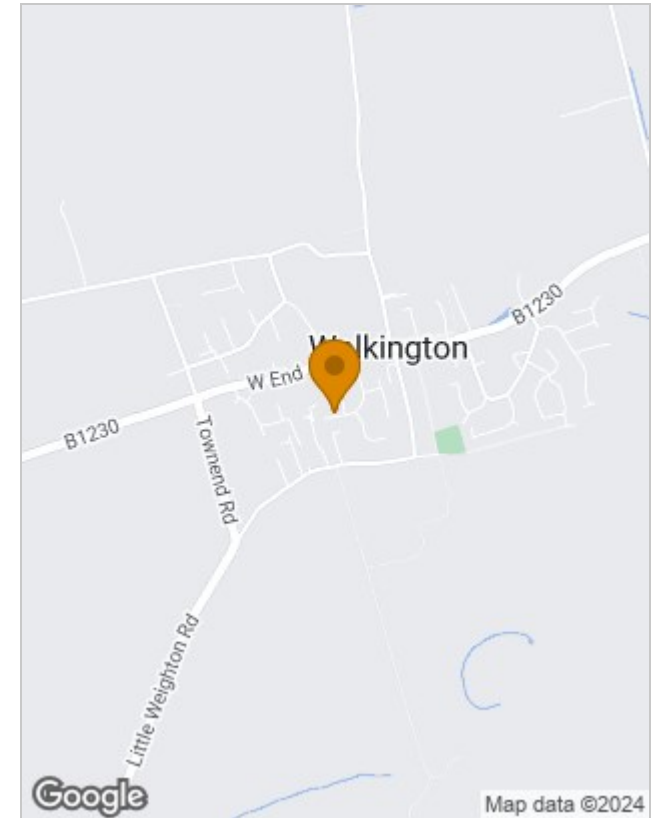 B1230
Walkington
W End
B1230
Townend Rd
Little Weighton Rd
Google
Map data ©2024